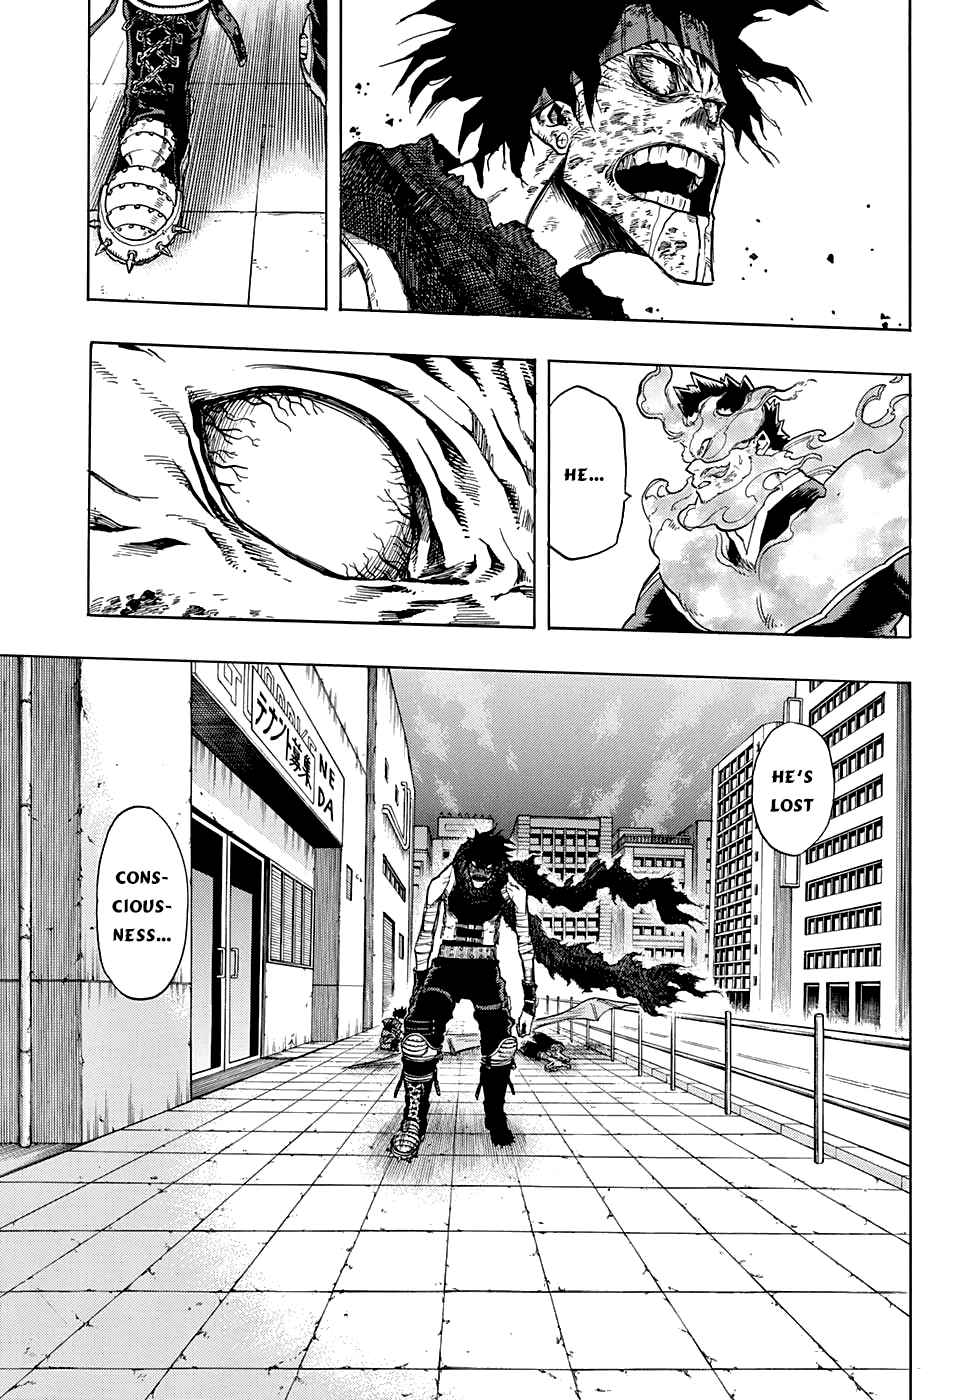 HE...
HE'S
LOST
CONS-
CIOUS-
NESS...
テナント募集
NE
DA